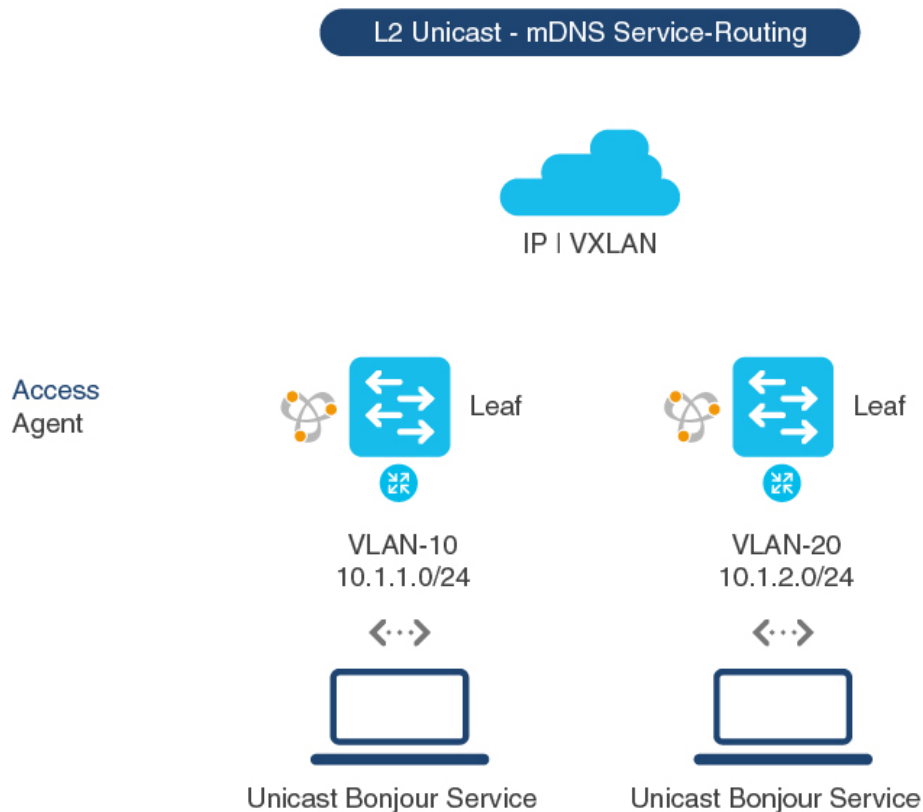 L2 Unicast - mDNS Service-Routing
IP | VXLAN
Access
Agent
Leaf
Leaf
VLAN-10
10.1.1.0/24
VLAN-20
10.1.2.0/24
Unicast Bonjour Service
Unicast Bonjour Service